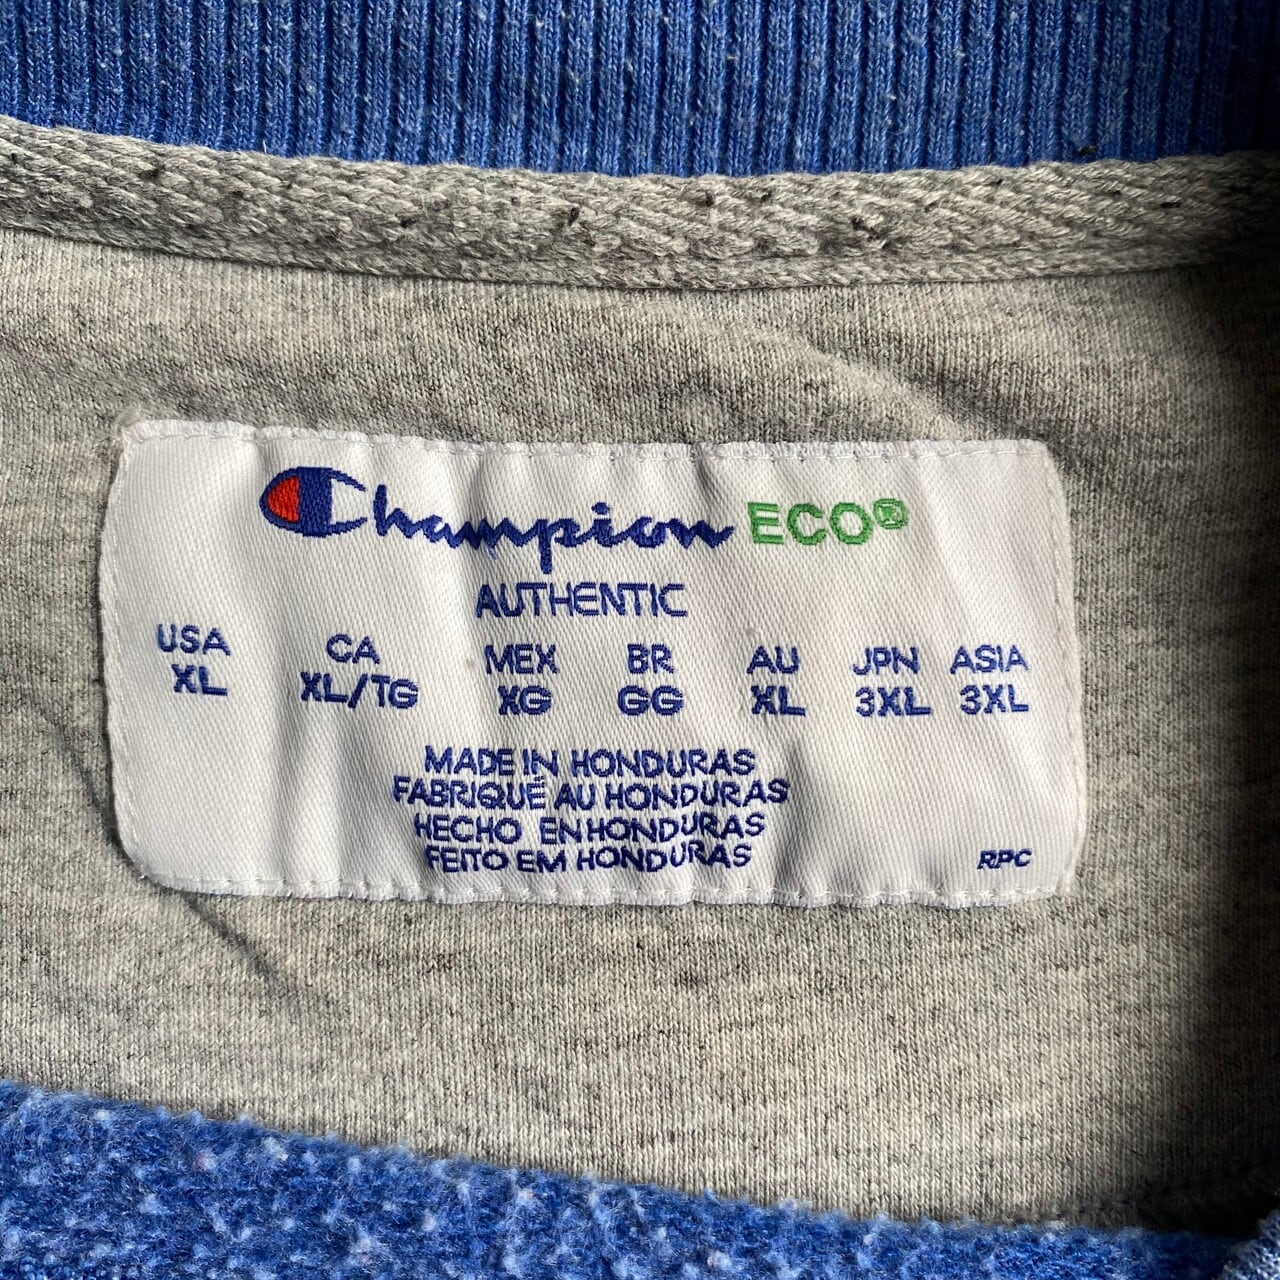 Champion ECO®
AUTHENTIC
USA CA MEX BR AU JPN ASIA
XL XL/TG XG GG XL 3XL 3XL
MADE IN HONDURAS
FABRIQUÉ AU HONDURAS
HECHO EN HONDURAS
FEITO EM HONDURAS
RPC